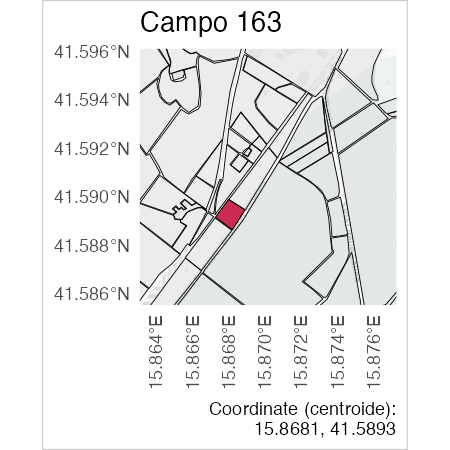 Campo 163
41.596°N
41.594°N
41.592°N
41.590°N
41.588°N
41.586°N
15.864°E
15.866°E
15.868°E
15.870°E
15.872°E
15.874°E
15.876°E
Coordinate (centroide):
15.8681, 41.5893